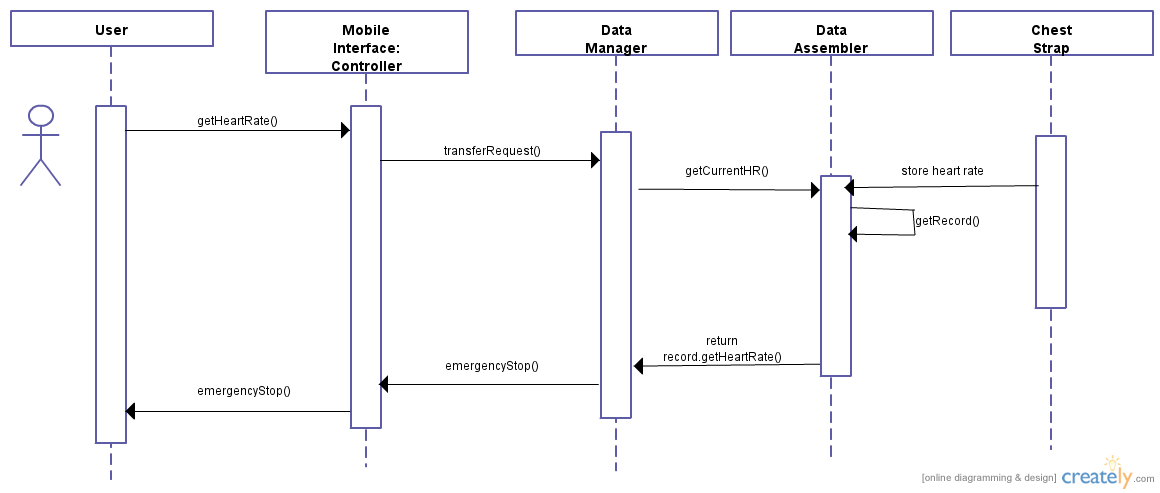 User
Mobile
Interface:
Controller
Data
Manager
Data
Assembler
Chest
Strap
getHeartRate()
transferRequest()
getCurrentHR()
store heart rate
getRecord()
return
record.getHeartRate()
emergencyStop()
emergencyStop()
[online diagramming & design] creately.com